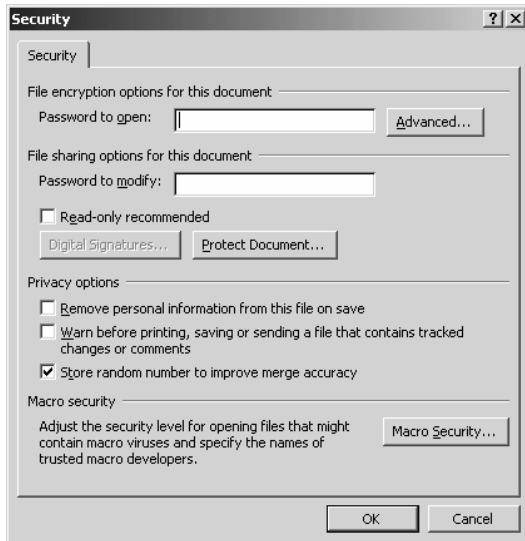 Security
Security
File encryption options for this document
Password to open:
Advanced...
File sharing options for this document
Password to modify:
Read-only recommended
Digital Signatures...
Protect Document...
Privacy options
Remove personal information from this file on save
Warn before printing, saving or sending a file that contains tracked
changes or comments
Store random number to improve merge accuracy
Macro security
Adjust the security level for opening files that might
contain macro viruses and specify the names of
trusted macro developers.
Macro Security...
OK
Cancel